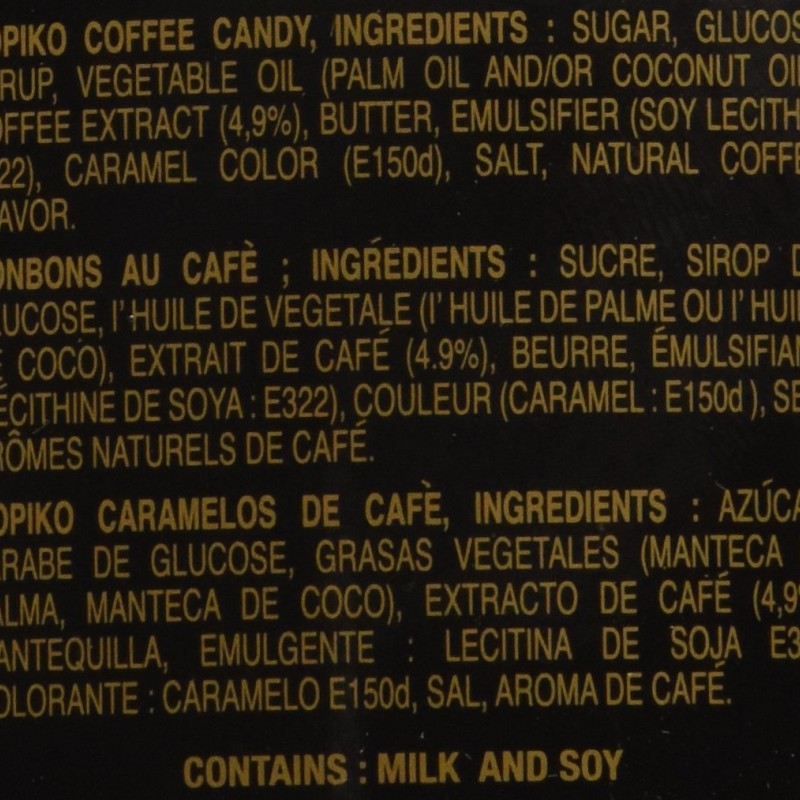 OPIKO COFFEE CANDY, INGREDIENTS : SUGAR, GLUCOS
RUP, VEGETABLE OIL (PALM OIL AND/OR COCONUT OI
OFFEE EXTRACT (4,9%), BUTTER, EMULSIFIER (SOY LECITH
22), CARAMEL COLOR (E150d), SALT, NATURAL COFFE
AVOR.
ONBONS AU CAFÈ ; INGŔEDIENTS : SUCRE, SIROP D
LUCOSE, l'HUILE DE VEGETALE (l'HUILE DE PALME OU l'HUIL
E COCO), EXTRAIT DE CAFÉ (4.9%), BEURRE, ÉMULSIFIAN
ÉCITHINE DE SOYA : E322), COULEUR (CARAMEL : E150d ), SE
RÔMES NATURELS DE CAFÉ.
OPIKO CARAMELOS DE CAFÈ, INGREDIENTS : AZÚCA
RABE DE GLUCOSE, GRASAS VEGETALES (MANTECA
ALMA, MANTECA DE COCO), EXTRACTO DE CAFÉ (4,9
ANTEQUILLA, EMULGENTE : LECITINA DE SOJA E3
OLORANTE : CARAMELO E150d, SAL, AROMA DE CAFÉ.
CONTAINS : MILK AND SOY